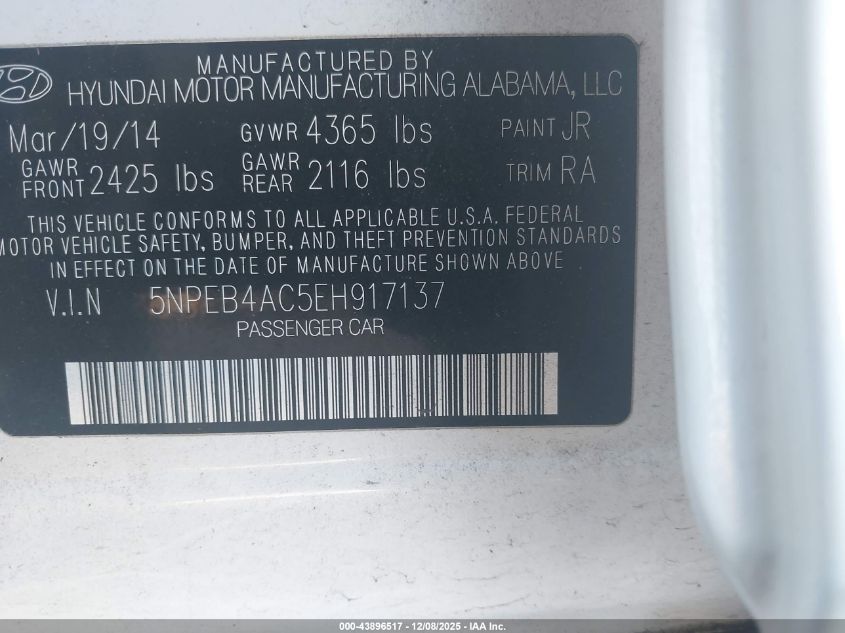 MANUFACTURED BY
HYUNDAI MOTOR MANUFACTURING ALABAMA, LLC
Mar/19/14 GVWR 4365 lbs PAINT JR
GAWR FRONT 2425 lbs GAWR REAR 2116 lbs TRIM RA
THIS VEHICLE CONFORMS TO ALL APPLICABLE U.S.A. FEDERAL
MOTOR VEHICLE SAFETY, BUMPER, AND THEFT PREVENTION STANDARDS
IN EFFECT ON THE DATE OF MANUFACTURE SHOWN ABOVE.
V.I.N 5NPEB4AC5EH917137
PASSENGER CAR
000-43896517 - 12/08/2025 - IAA Inc.